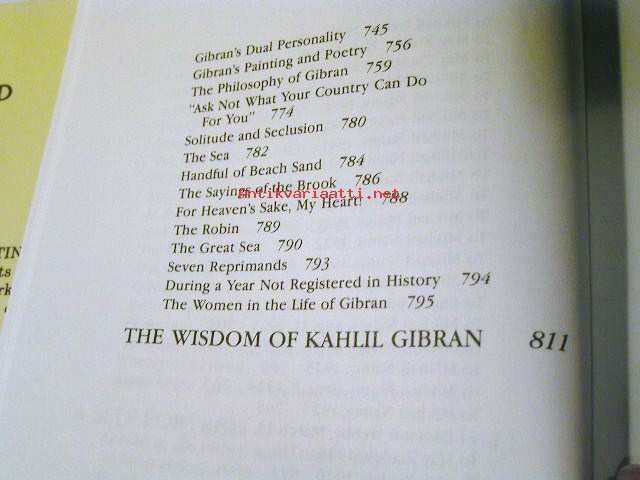 Gibran's Dual Personality 745
Gibran's Painting and Poetry 756
The Philosophy of Gibran 759
"Ask Not What Your Country Can Do
For You" 774
Solitude and Seclusion 780
The Sea 782
Handful of Beach Sand 784
The Sayings of the Brook 786
Antikvariaatti.net
For Heaven's Sake, My Heart! 788
The Robin 789
The Great Sea 790
Seven Reprimands 793
During a Year Not Registered in History 794
The Women in the Life of Gibran 795
THE WISDOM OF KAHLIL GIBRAN 811